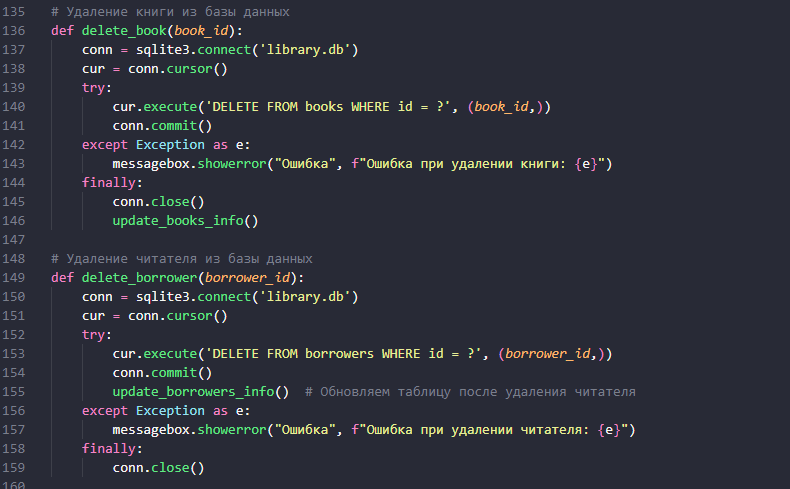 135 # Удаление книги из базы данных
136 def delete_book(book_id):
137     conn = sqlite3.connect('library.db')
138     cur = conn.cursor()
139     try:
140         cur.execute('DELETE FROM books WHERE id = ?', (book_id,))
141         conn.commit()
142     except Exception as e:
143         messagebox.showerror("Ошибка", f"Ошибка при удалении книги: {e}")
144     finally:
145         conn.close()
146         update_books_info()
147
148 # Удаление читателя из базы данных
149 def delete_borrower(borrower_id):
150     conn = sqlite3.connect('library.db')
151     cur = conn.cursor()
152     try:
153         cur.execute('DELETE FROM borrowers WHERE id = ?', (borrower_id,))
154         conn.commit()
155         update_borrowers_info()  # Обновляем таблицу после удаления читателя
156     except Exception as e:
157         messagebox.showerror("Ошибка", f"Ошибка при удалении читателя: {e}")
158     finally:
159         conn.close()
160